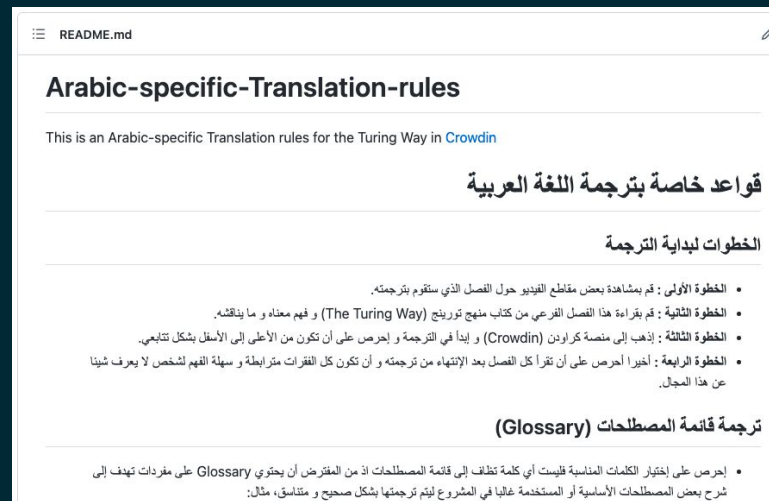 README.md
Arabic-specific-Translation-rules
This is an Arabic-specific Translation rules for the Turing Way in Crowdin
قواعد خاصة بترجمة اللغة العربية
الخطوات لبداية الترجمة
• الخطوة الأولى : قم بمشاهدة بعض مقاطع الفيديو حول الفصل الذي ستقوم بترجمته.
• الخطوة الثانية : قم بقراءة هذا الفصل الفرعي من كتاب منهج تورينج (The Turing Way) و فهم معناه و ما يناقشه.
• الخطوة الثالثة : إذهب إلى منصة كراودن (Crowdin) و إبدأ في الترجمة و إحرص على أن تكون من الأعلى إلى الأسفل بشكل تتابعي.
• الخطوة الرابعة : أخيرا أحرص على أن تقرأ كل الفصل بعد الإنتهاء من ترجمته و أن تكون كل الفقرات مترابطة و سهلة الفهم لشخص لا يعرف شيئا
عن هذا المجال.
ترجمة قائمة المصطلحات (Glossary)
• إحرص على إختيار الكلمات المناسبة فليست أي كلمة تظاف إلى قائمة المصطلحات اذ من المفترض أن يحتوي Glossary على مفردات تهدف إلى
شرح بعض المصطلحات الأساسية أو المستخدمة غالبا في المشروع ليتم ترجمتها بشكل صحيح و متناسق، مثال: